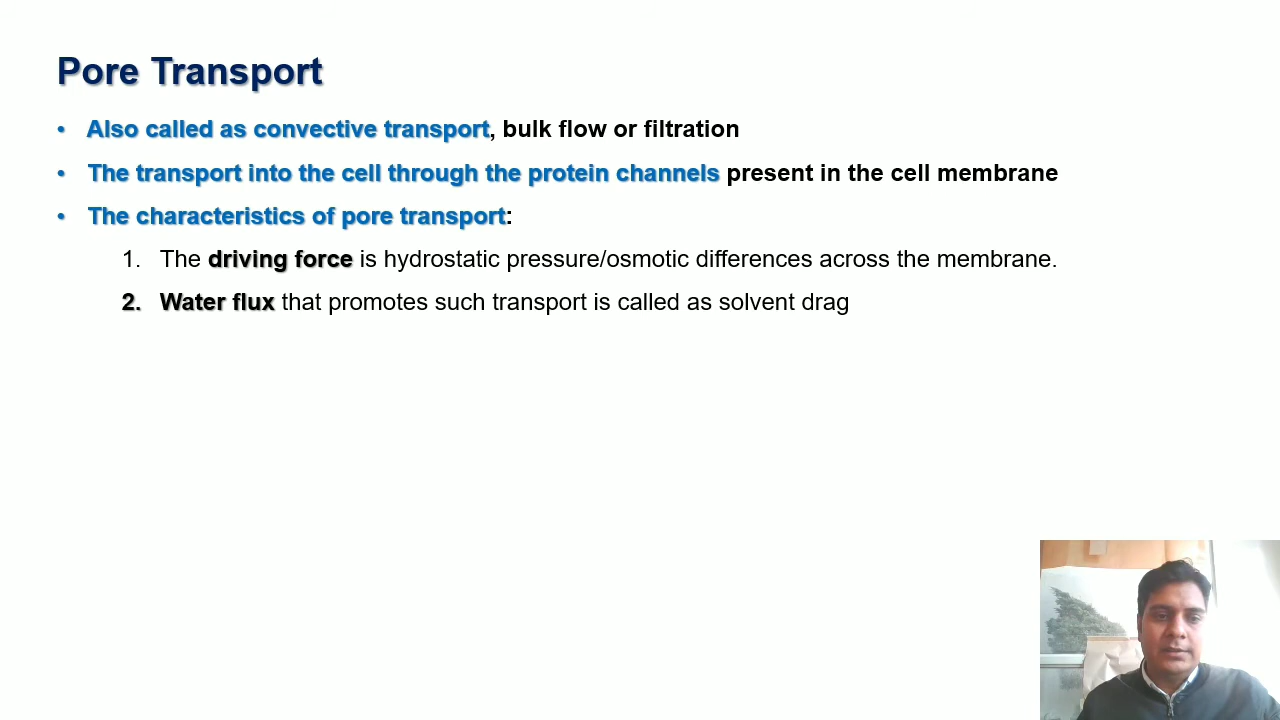 Pore Transport
• Also called as convective transport, bulk flow or filtration
• The transport into the cell through the protein channels present in the cell membrane
• The characteristics of pore transport:
1. The driving force is hydrostatic pressure/osmotic differences across the membrane.
2. Water flux that promotes such transport is called as solvent drag